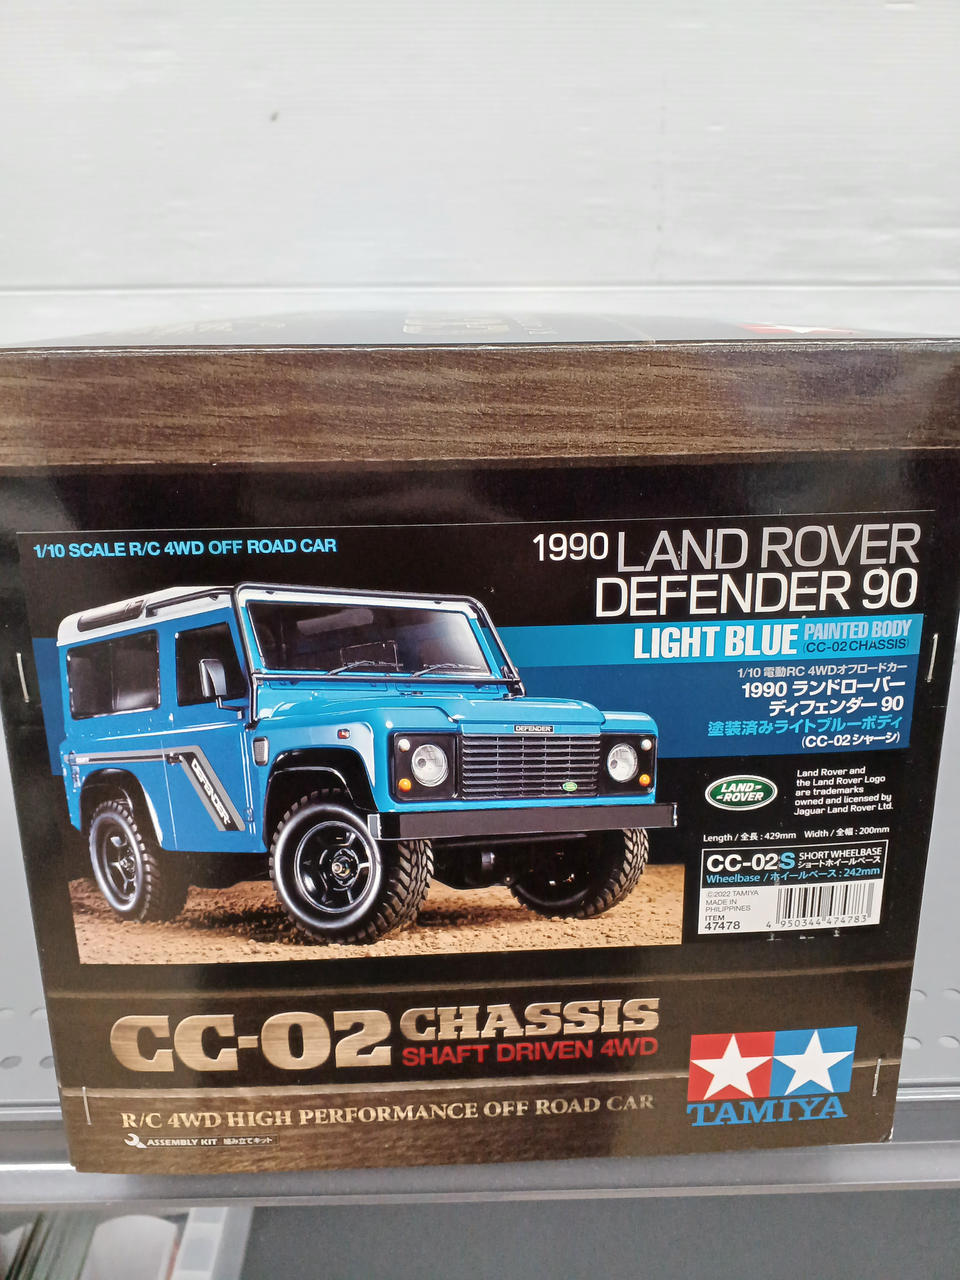 1/10 SCALE R/C 4WD OFF ROAD CAR
1990 LAND ROVER
DEFENDER 90
LIGHT BLUE PAINTED BODY
(CC-02 CHASSIS)
1/10 電動RC 4WDオフロードカー
1990 ランドローバー
ディフェンダー 90
塗装済みライトブルーボディ
(CC-02シャーシ)
DEFENDER
DEFENDER
LAND-
ROVER
Land Rover and
the Land Rover Logo
are trademarks
owned and licensed by
Jaguar Land Rover Ltd.
Length / 全長 : 429mm Width / 全幅 : 200mm
CC-02S SHORT WHEELBASE
ショートホイールベース
Wheelbase / ホイールベース : 242mm
©2022 TAMIYA
MADE IN
PHILIPPINES
ITEM
47478
4 950344 474783
CC-02 CHASSIS
SHAFT DRIVEN 4WD
R/C 4WD HIGH PERFORMANCE OFF ROAD CAR
ASSEMBLY KIT 組み立てキット
TAMIYA